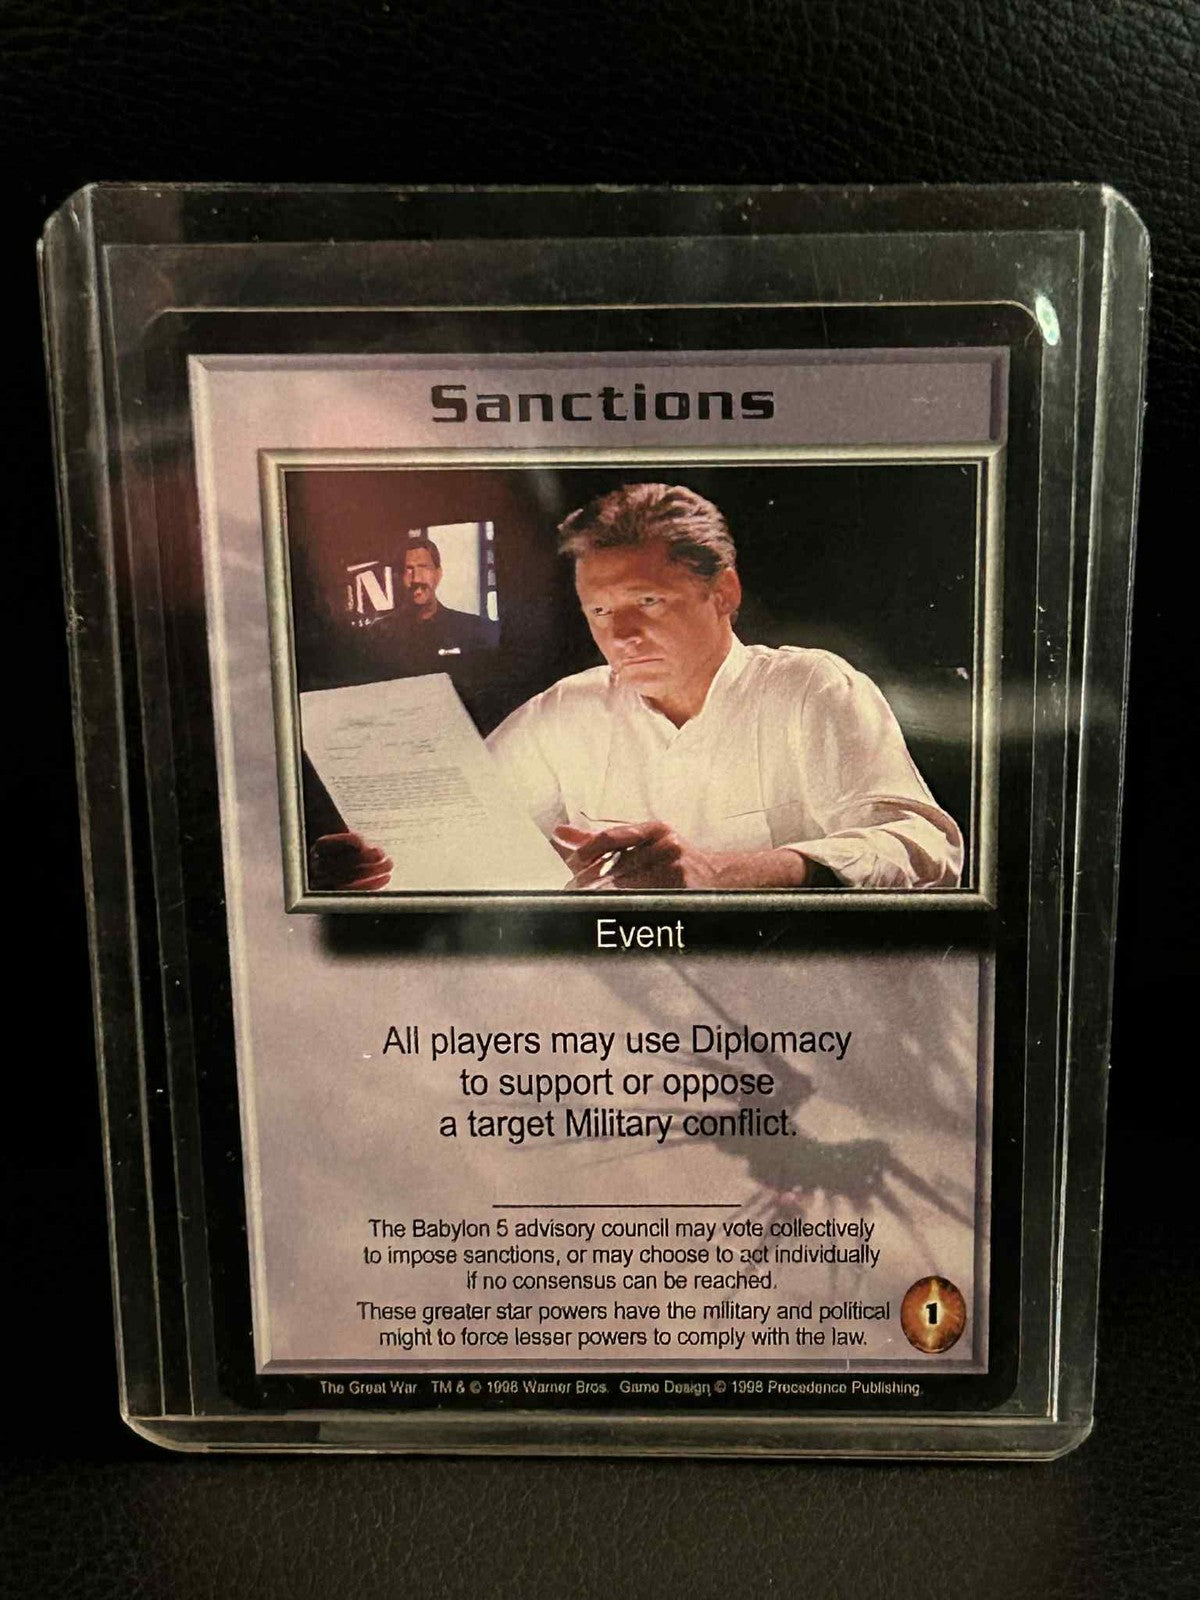 Sanctions
N
Event
All players may use Diplomacy
to support or oppose
a target Military conflict.
The Babylon 5 advisory council may vote collectively
to impose sanctions, or may choose to act individually
if no consensus can be reached.
These greater star powers have the military and political
might to force lesser powers to comply with the law.
1
The Great War TM & © 1998 Warner Bros. Game Design © 1998 Precedence Publishing.